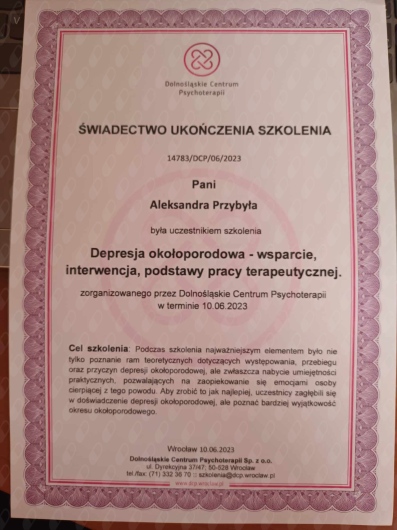 Dolnośląskie Centrum
Psychoterapii
ŚWIADECTWO UKOŃCZENIA SZKOLENIA
14783/DCP/06/2023
Pani
Aleksandra Przybyła
była uczestnikiem szkolenia
Depresja okołoporodowa - wsparcie,
interwencja, podstawy pracy terapeutycznej.
zorganizowanego przez Dolnośląskie Centrum Psychoterapii
w terminie 10.06.2023
Cel szkolenia: Podczas szkolenia najważniejszym elementem było nie
tylko poznanie ram teoretycznych dotyczących występowania, przebiegu
oraz przyczyn depresji okołoporodowej, ale zwłaszcza nabycie umiejętności
praktycznych, pozwalających na zaopiekowanie się emocjami osoby
cierpiącej z tego powodu. Aby zrobić to jak najlepiej, uczestnicy zagłębili się
w doświadczenie depresji okołoporodowej, ale poznać bardziej wyjątkowość
okresu okołoporodowego.
Wrocław 10.06.2023
Dolnośląskie Centrum Psychoterapii Sp. z o.o.
ul. Dyrekcyjna 37/47, 50-528 Wrocław
tel./fax: (71) 332 36 70 :: szkolenia@dcp.wroclaw.pl
www.dcp.wroclaw.pl